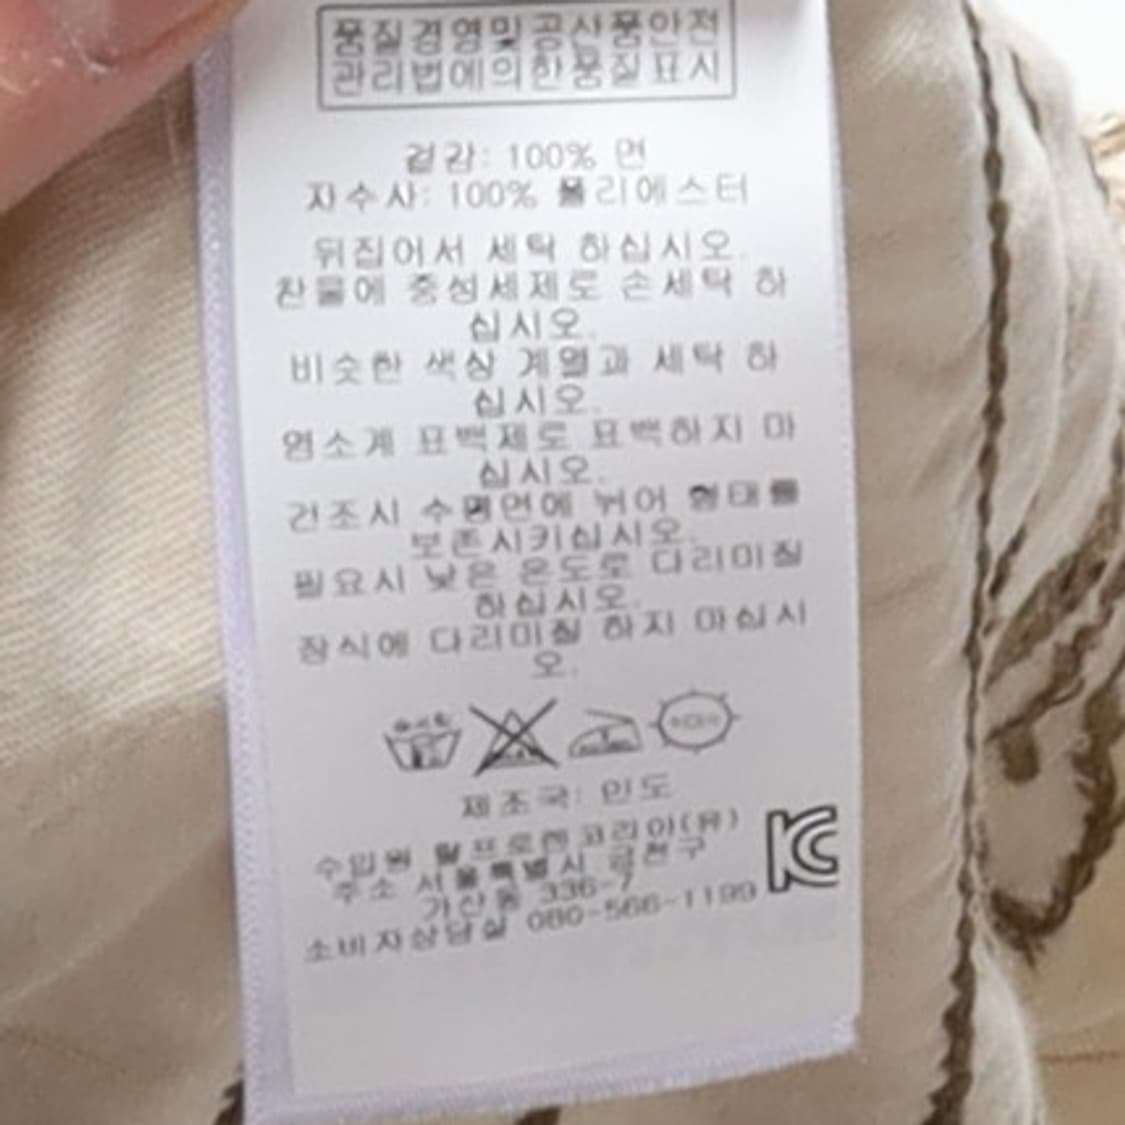 품질경영및공산품안전
관리법에의한품질표시
겉감: 100% 면
자수사: 100% 폴리에스터
뒤집어서 세탁 하십시오.
찬물에 중성세제로 손세탁 하
십시오.
비슷한 색상 계열과 세탁 하
십시오.
염소계 표백제로 표백하지 마
십시오.
건조시 수평면에 뉘어 형태를
보존시키십시오.
필요시 낮은 온도로 다리미질
하십시오.
장식에 다리미질 하지 마십시
오.
제조국: 인도
수입원 랄프로렌코리아(유)
주소 서울특별시 금천구
가산동 336-7
소비자상담실 080-566-1199